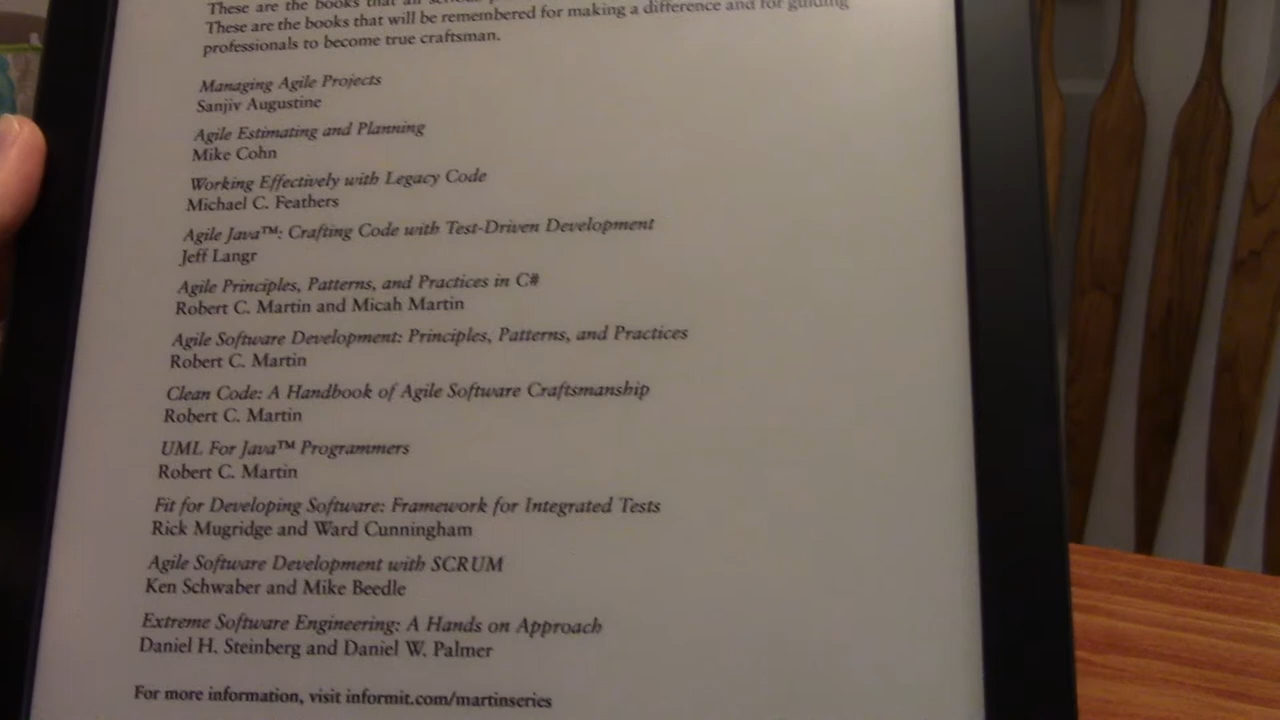 These are the books that all
These are the books that will be remembered for making a difference and for guiding
professionals to become true craftsman.
Managing Agile Projects
Sanjiv Augustine
Agile Estimating and Planning
Mike Cohn
Working Effectively with Legacy Code
Michael C. Feathers
Agile Java™: Crafting Code with Test-Driven Development
Jeff Langr
Agile Principles, Patterns, and Practices in C#
Robert C. Martin and Micah Martin
Agile Software Development: Principles, Patterns, and Practices
Robert C. Martin
Clean Code: A Handbook of Agile Software Craftsmanship
Robert C. Martin
UML For Java™ Programmers
Robert C. Martin
Fit for Developing Software: Framework for Integrated Tests
Rick Mugridge and Ward Cunningham
Agile Software Development with SCRUM
Ken Schwaber and Mike Beedle
Extreme Software Engineering: A Hands on Approach
Daniel H. Steinberg and Daniel W. Palmer
For more information, visit informit.com/martinseries